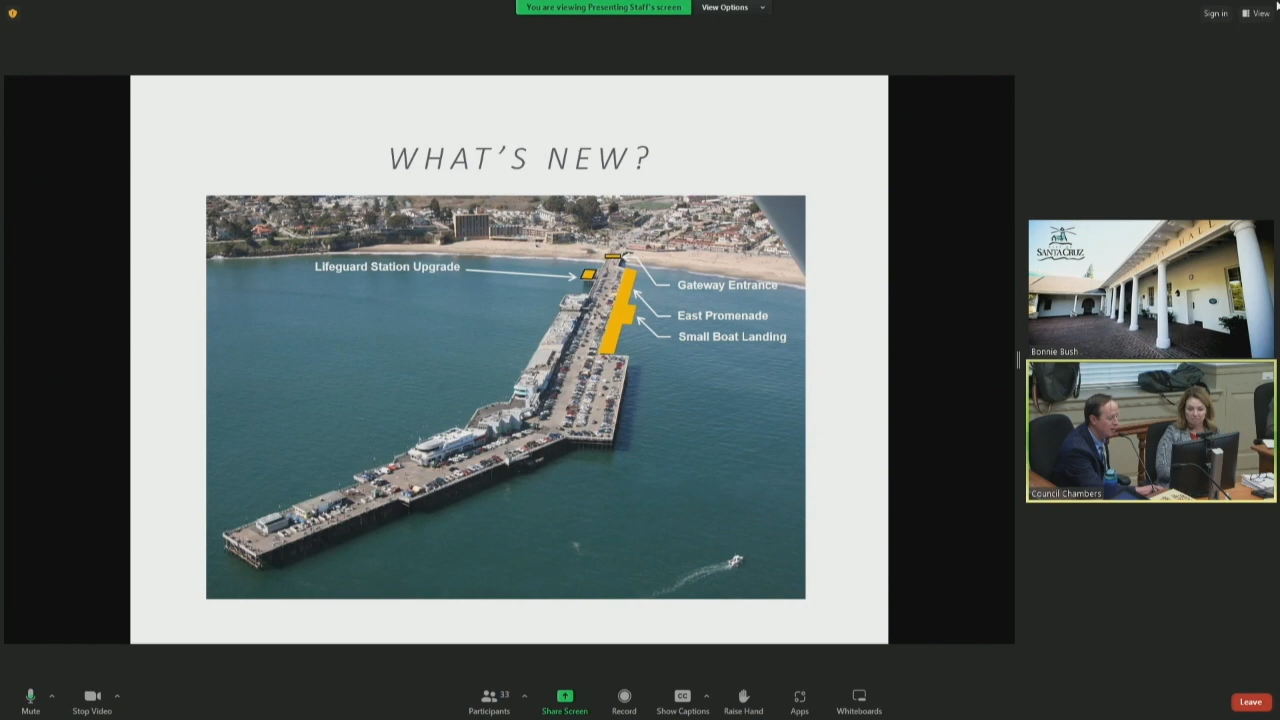 You are viewing Presenting Staff's screen
View Options
Sign in
View
WHAT'S NEW?
Lifeguard Station Upgrade
Gateway Entrance
East Promenade
Small Boat Landing
SANTA CRUZ
Bonnie Bush
Council Chambers
Mute
Stop Video
Participants
33
Share Screen
Record
CC
Show Captions
Raise Hand
Apps
Whiteboards
Leave